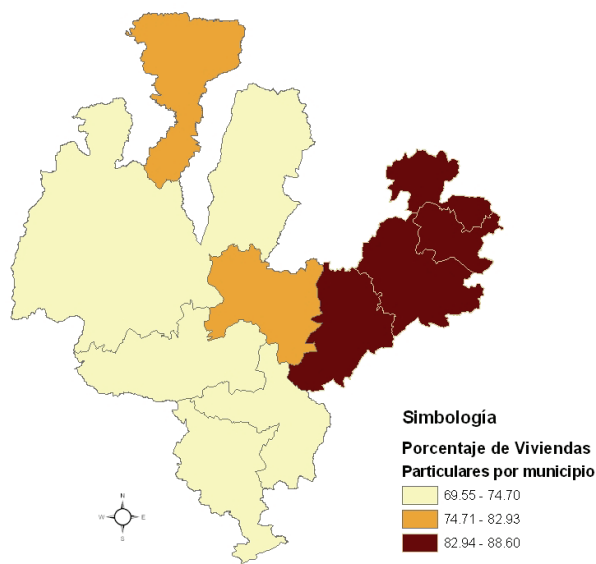 Simbología
Porcentaje de Viviendas
Particulares por municipio
69.55 - 74.70
74.71 - 82.93
82.94 - 88.60
N
W E
S